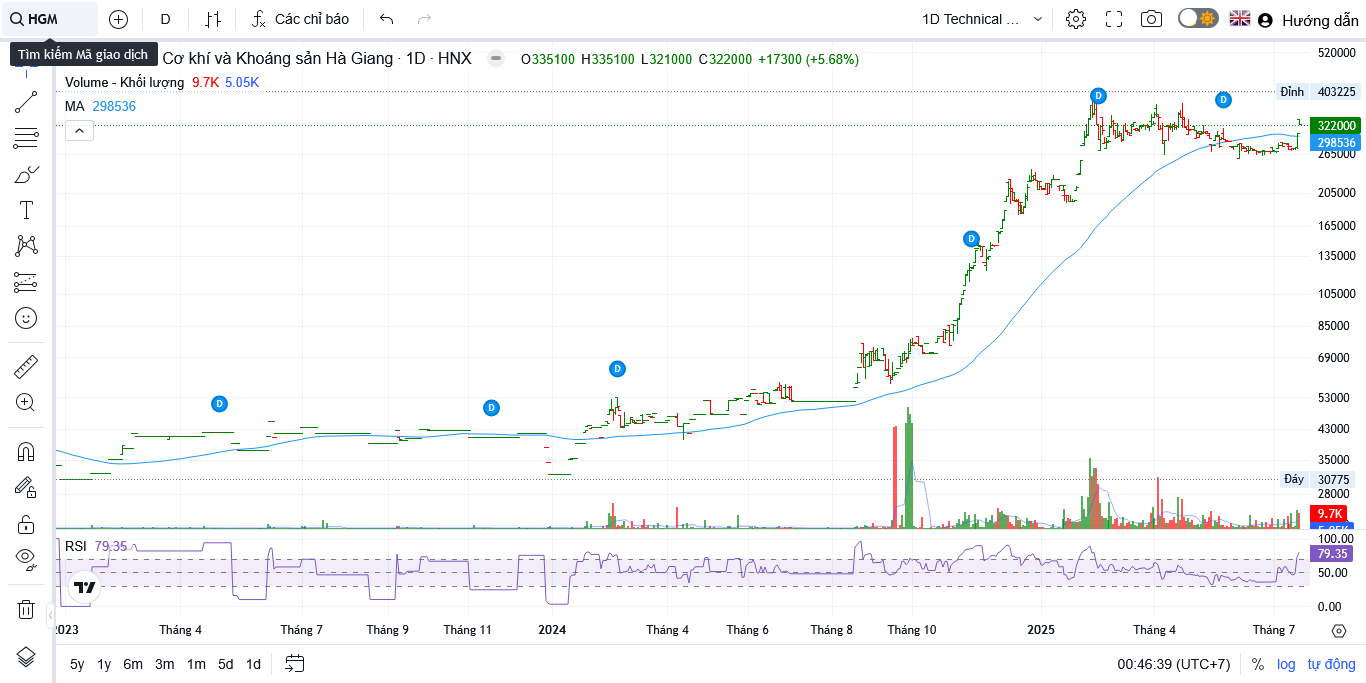 HGM D Các chỉ báo 1D Technical ... Hướng dẫn
Tìm kiếm Mã giao dịch
Cơ khí và Khoáng sản Hà Giang · 1D · HNX O335100 H335100 L321000 C322000 +17300 (+5.68%)
Volume - Khối lượng 9.7K 5.05K
MA 298536
520000
Đỉnh 403225
322000
298536
265000
205000
165000
135000
105000
85000
69000
53000
43000
35000
Đáy 30775
28000
9.7K
D
D
D
D
D
D
RSI 79.35
100.00
79.35
50.00
0.00
2023 Tháng 4 Tháng 7 Tháng 9 Tháng 11 2024 Tháng 4 Tháng 6 Tháng 8 Tháng 10 2025 Tháng 4 Tháng 7
5y 1y 6m 3m 1m 5d 1d 00:46:39 (UTC+7) % log tự động